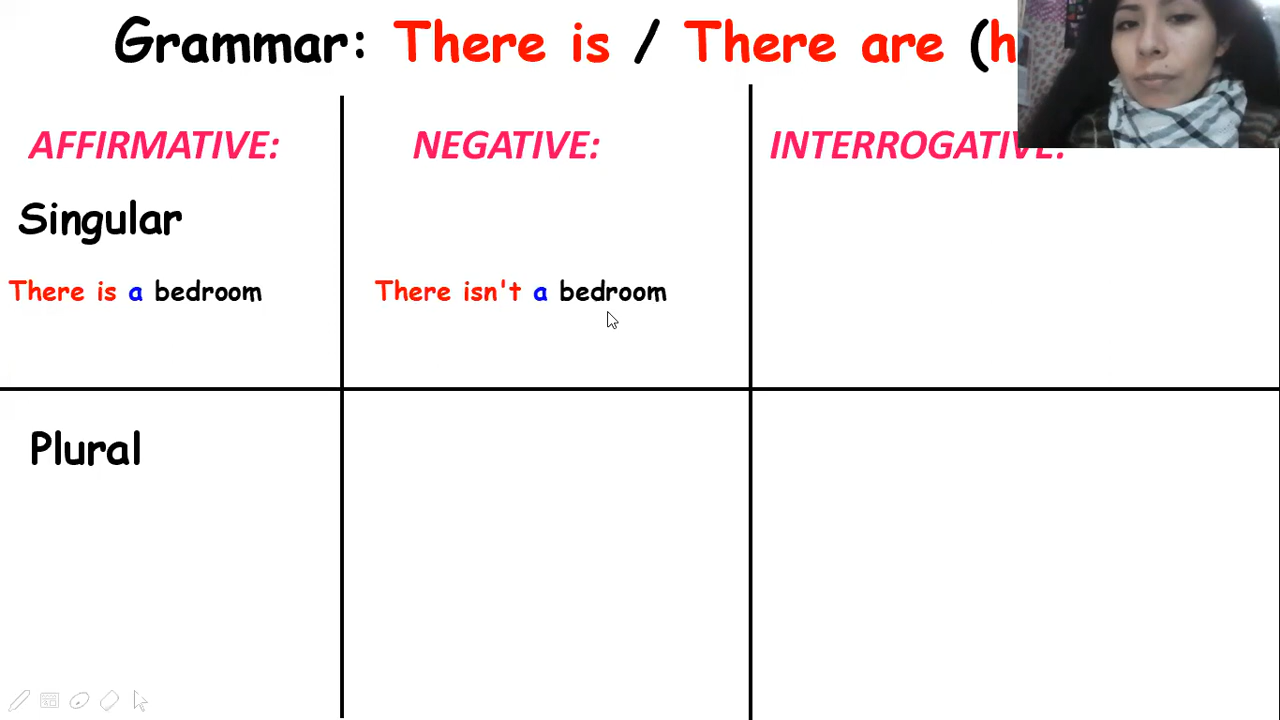 Grammar: There is / There are (h
AFFIRMATIVE:
NEGATIVE:
INTERROGATIVE:
Singular
There is a bedroom
There isn't a bedroom
Plural